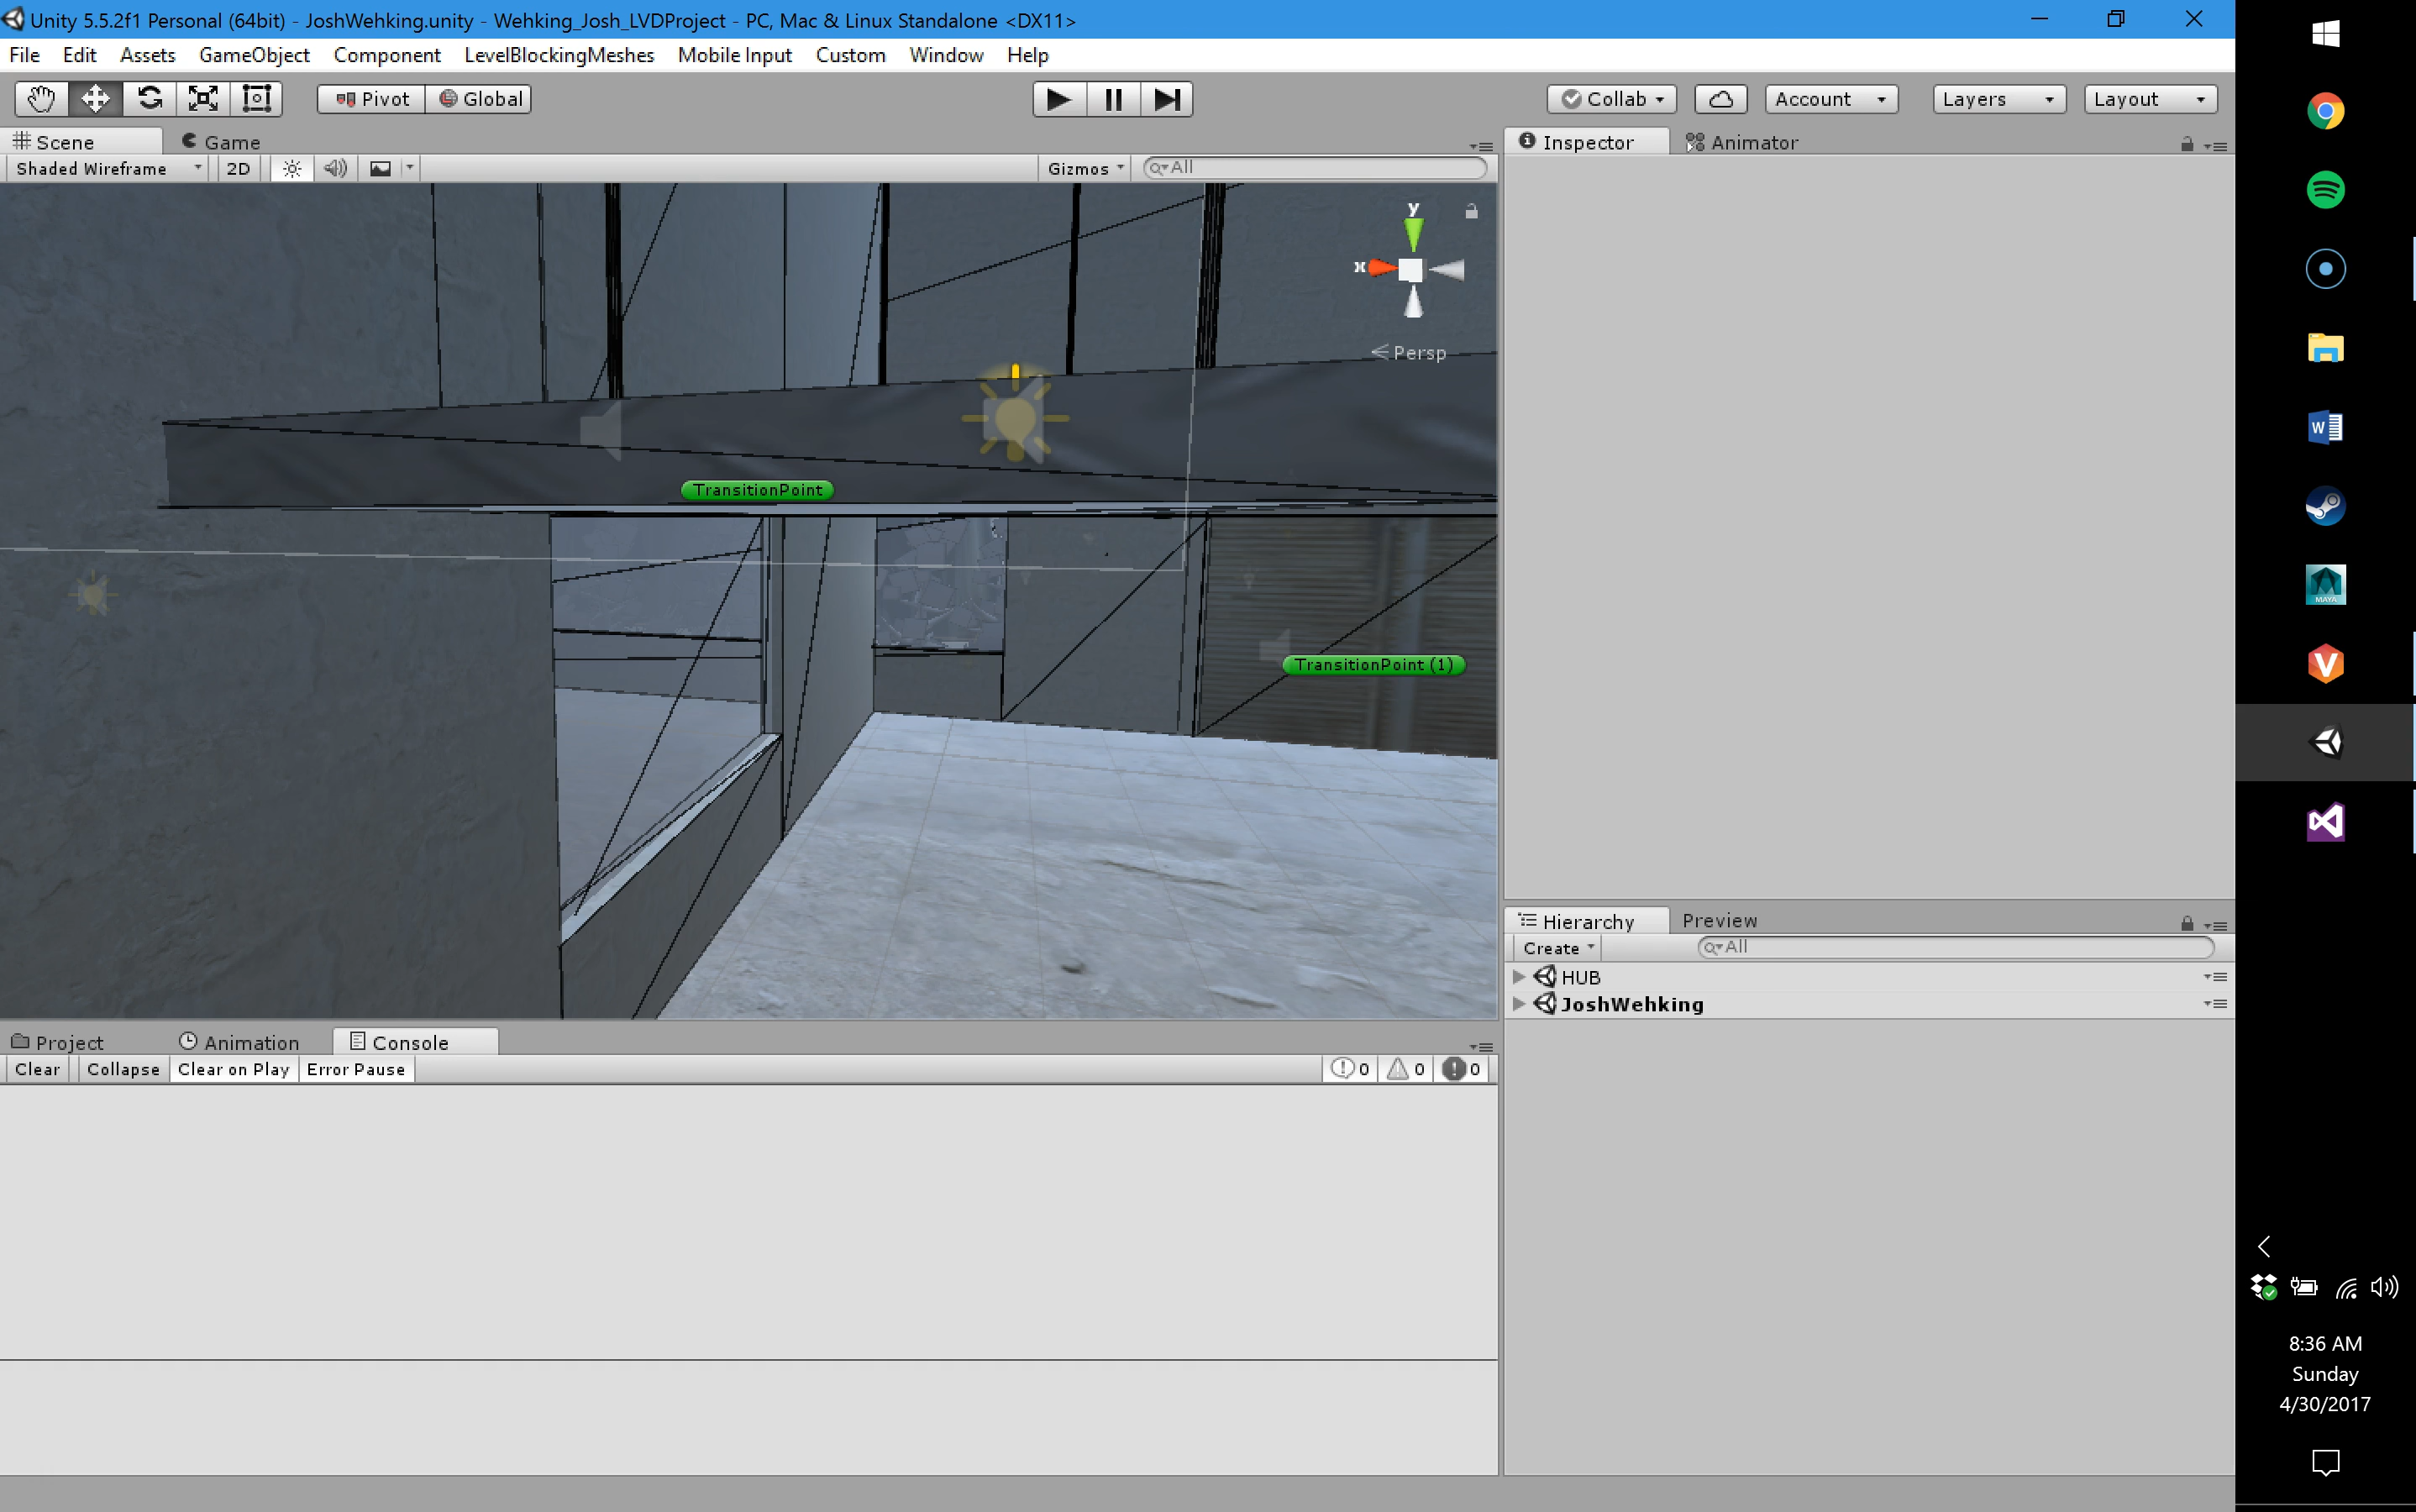 Unity 5.5.2f1 Personal (64bit) - JoshWehking.unity - Wehking_Josh_LVDProject - PC, Mac & Linux Standalone <DX11>
File Edit Assets GameObject Component LevelBlockingMeshes Mobile Input Custom Window Help
Pivot Global Collab Account Layers Layout
Scene Game
Shaded Wireframe 2D Gizmos All
y
x
Persp
TransitionPoint
TransitionPoint (1)
Inspector Animator
Hierarchy Preview
Create All
HUB
JoshWehking
Project Animation Console
Clear Collapse Clear on Play Error Pause 0 0 0
W
MAYA
V
8:36 AM
Sunday
4/30/2017